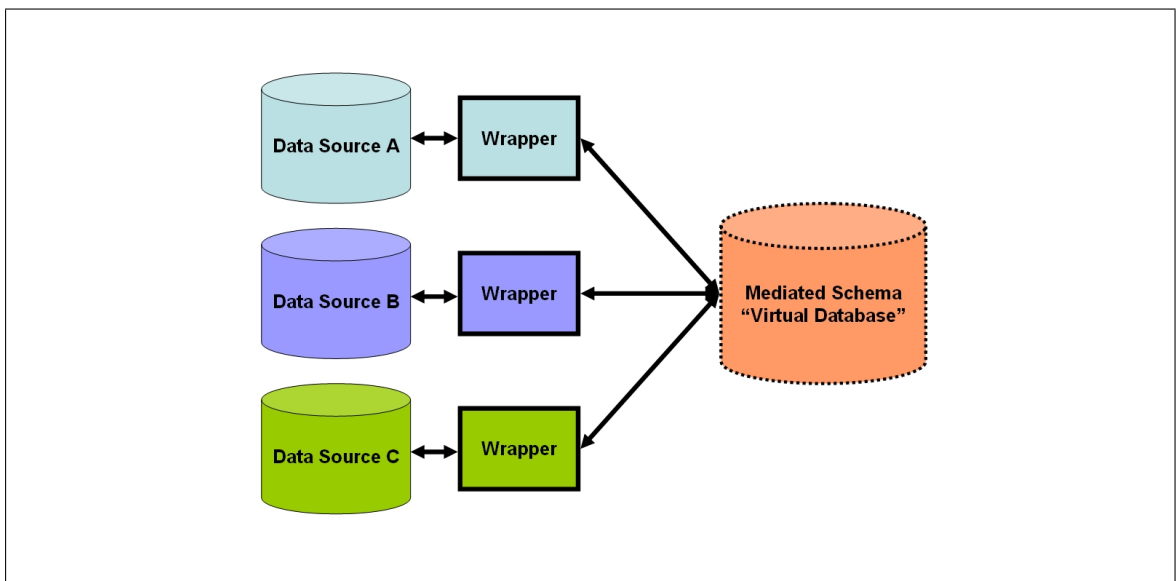 Data Source A
Wrapper
Data Source B
Wrapper
Mediated Schema
“Virtual Database”
Data Source C
Wrapper